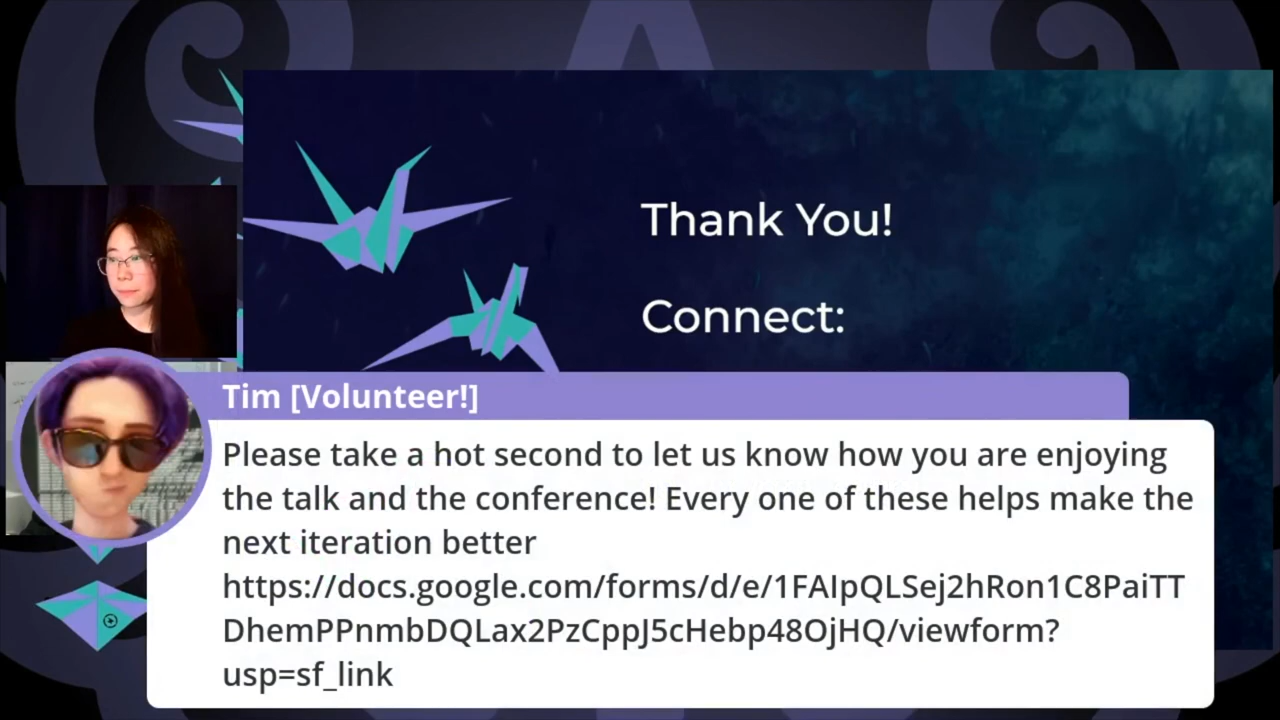 Thank You!
Connect:
Tim [Volunteer!]
Please take a hot second to let us know how you are enjoying
the talk and the conference! Every one of these helps make the
next iteration better
https://docs.google.com/forms/d/e/1FAIpQLSej2hRon1C8PaiTT
DhemPPnmbDQLax2PzCppJ5cHebp48OjHQ/viewform?
usp=sf_link